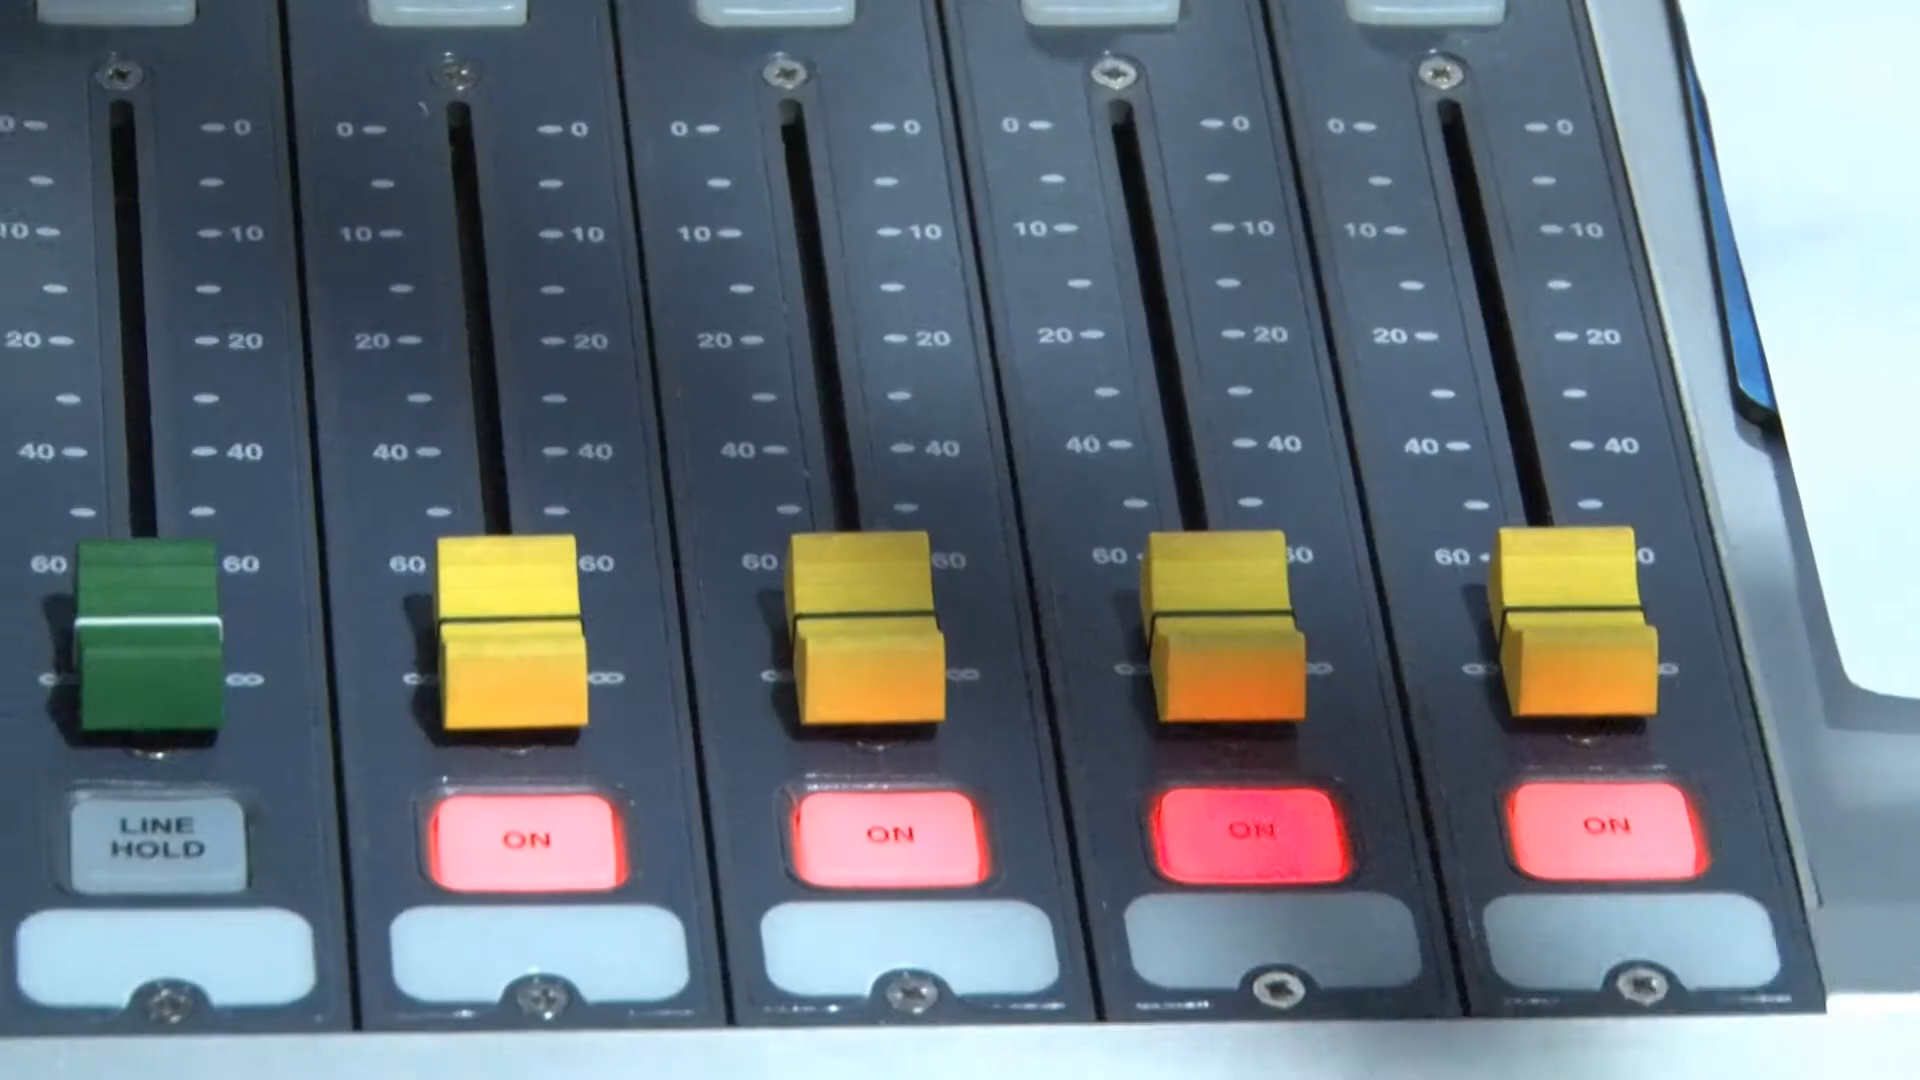 0 0 0 0 0 0 0 0 0 0
10 10 10 10 10 10 10 10 10 10
20 20 20 20 20 20 20 20 20 20
40 40 40 40 40 40 40 40 40 40
60 60 60 60 60 60 60 60
∞ ∞ ∞ ∞ ∞ ∞ ∞ ∞ ∞ ∞
LINE
HOLD
ON
ON
ON
ON